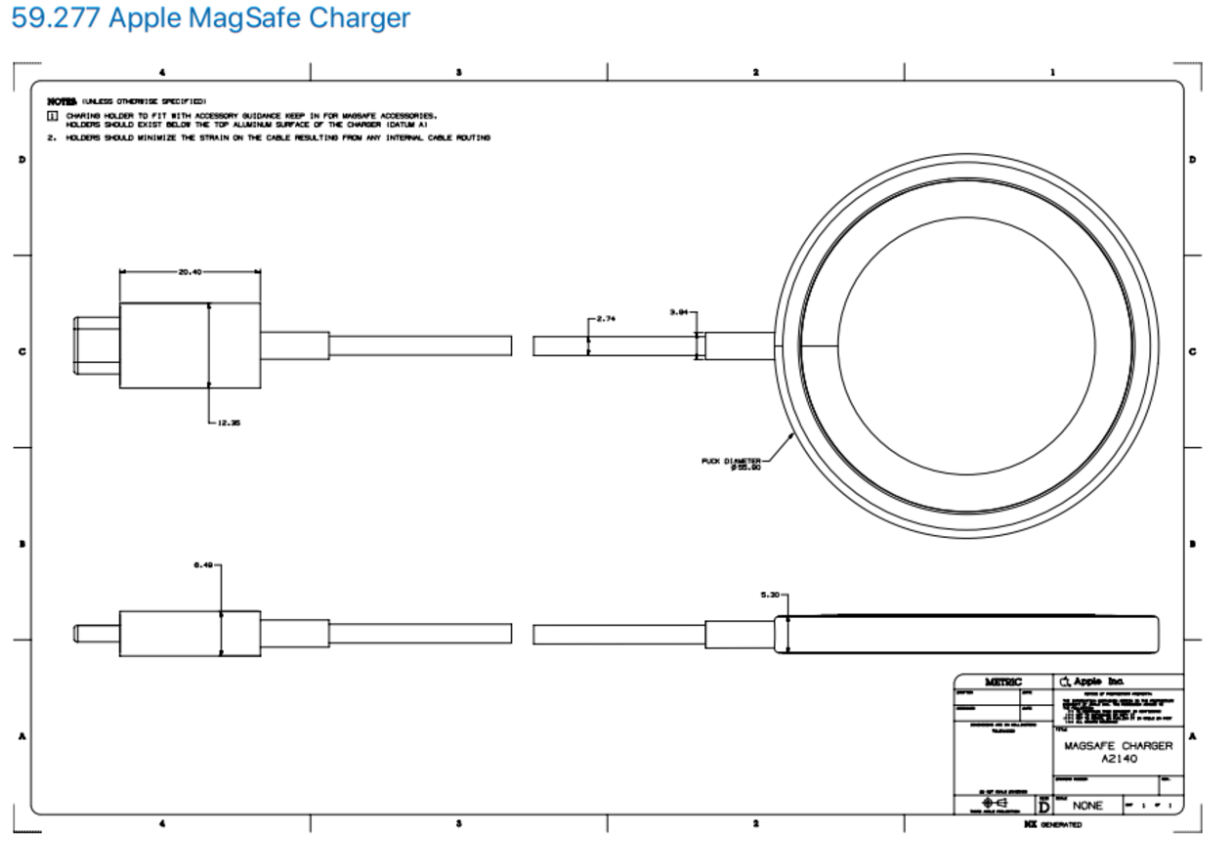 59.277 Apple MagSafe Charger
4 3 2 1
NOTES (UNLESS OTHERWISE SPECIFIED)
1 CHARING HOLDER TO FIT WITH ACCESSORY GUIDANCE KEEP IN FOR MAGSAFE ACCESSORIES.
HOLDERS SHOULD EXIST BELOW THE TOP ALUMINUM SURFACE OF THE CHARGER (DATUM A)
2. HOLDERS SHOULD MINIMIZE THE STRAIN ON THE CABLE RESULTING FROM ANY INTERNAL CABLE ROUTING
D D
20.40
3.84
2.74
C C
12.35
PUCK DIAMETER
Ø55.90
B B
6.49
5.30
METRIC
Apple Inc.
TITLE
MAGSAFE CHARGER
A2140
A A
D
NONE
1 OF 1
4 3 2
NX GENERATED